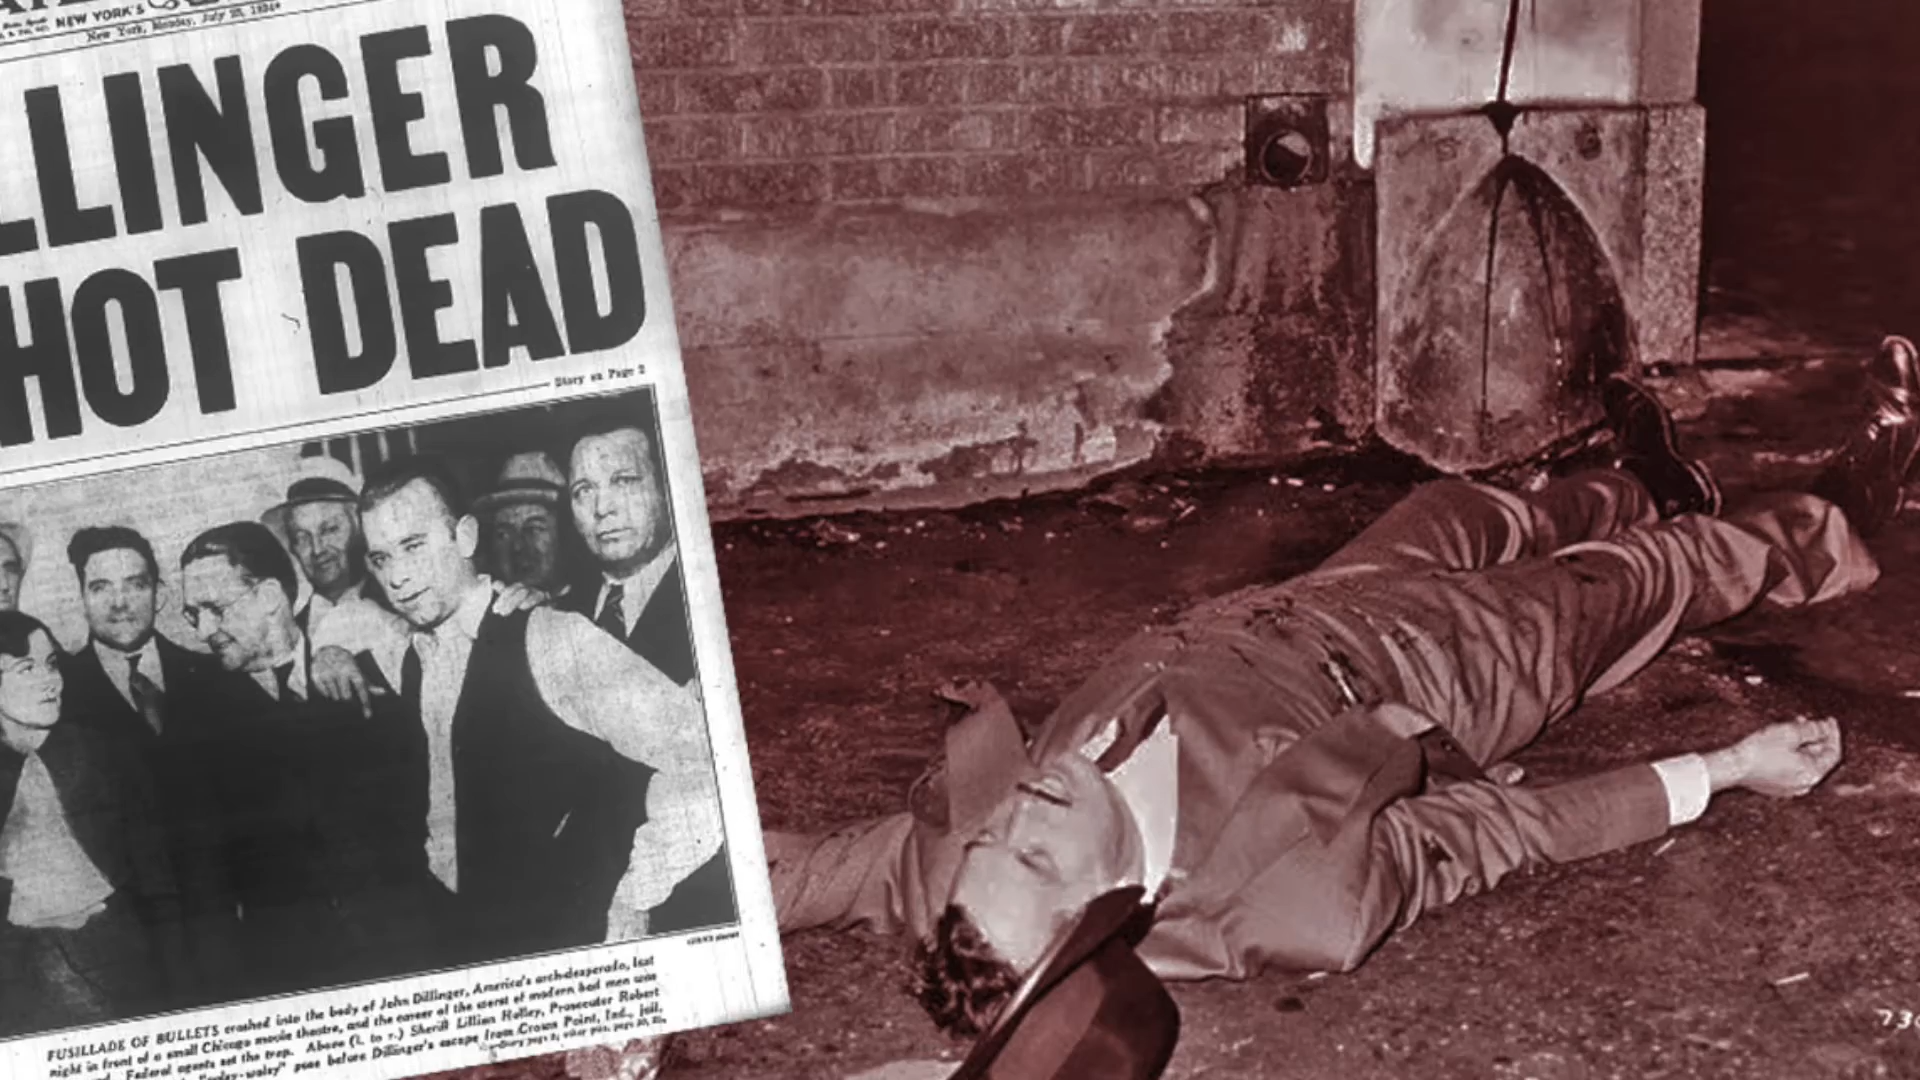 NEW YORK'S
New York, Monday, July 23, 1934
LLINGER
HOT DEAD
Story on Page 2
FUSILLADE OF BULLETS crashed into the body of John Dillinger, America's arch-desperado, last
night in front of a small Chicago movie theatre, and the career of the worst of modern bad men was
Federal agents set the trap. Above (l. to r.) Sheriff Lillian Holley, Prosecutor Robert
pose before Dillinger's escape from Crown Point, Ind., jail.
730